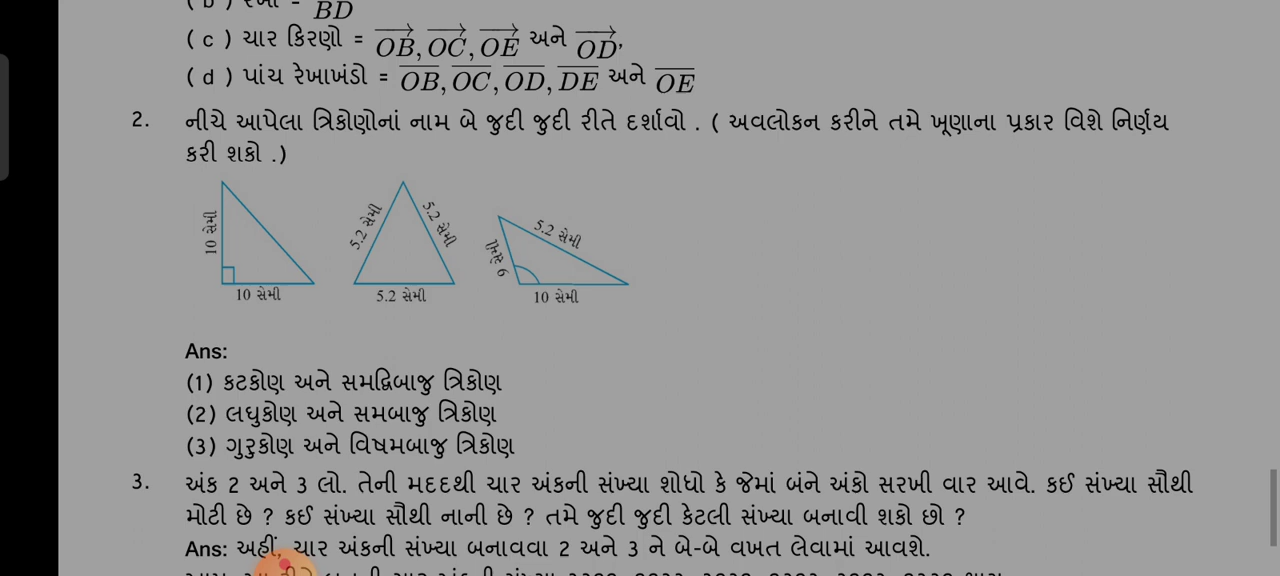 BD
( c ) ચાર કિરણો = OB, OC, OE અને OD,
( d ) પાંચ રેખાખંડો = OB, OC, OD, DE અને OE
2. નીચે આપેલા ત્રિકોણોનાં નામ બે જુદી જુદી રીતે દર્શાવો . ( અવલોકન કરીને તમે ખૂણાના પ્રકાર વિશે નિર્ણય
કરી શકો .)
10 સેમી
10 સેમી
5.2 સેમી
5.2 સેમી
5.2 સેમી
5.2 સેમી
9 સેમી
10 સેમી
Ans:
(1) કટકોણ અને સમદ્વિબાજુ ત્રિકોણ
(2) લઘુકોણ અને સમબાજુ ત્રિકોણ
(3) ગુરુકોણ અને વિષમબાજુ ત્રિકોણ
3. અંક 2 અને 3 લો. તેની મદદથી ચાર અંકની સંખ્યા શોધો કે જેમાં બંને અંકો સરખી વાર આવે. કઈ સંખ્યા સૌથી
મોટી છે ? કઈ સંખ્યા સૌથી નાની છે ? તમે જુદી જુદી કેટલી સંખ્યા બનાવી શકો છો ?
Ans: અહીં, ચાર અંકની સંખ્યા બનાવવા 2 અને 3 ને બે-બે વખત લેવામાં આવશે.